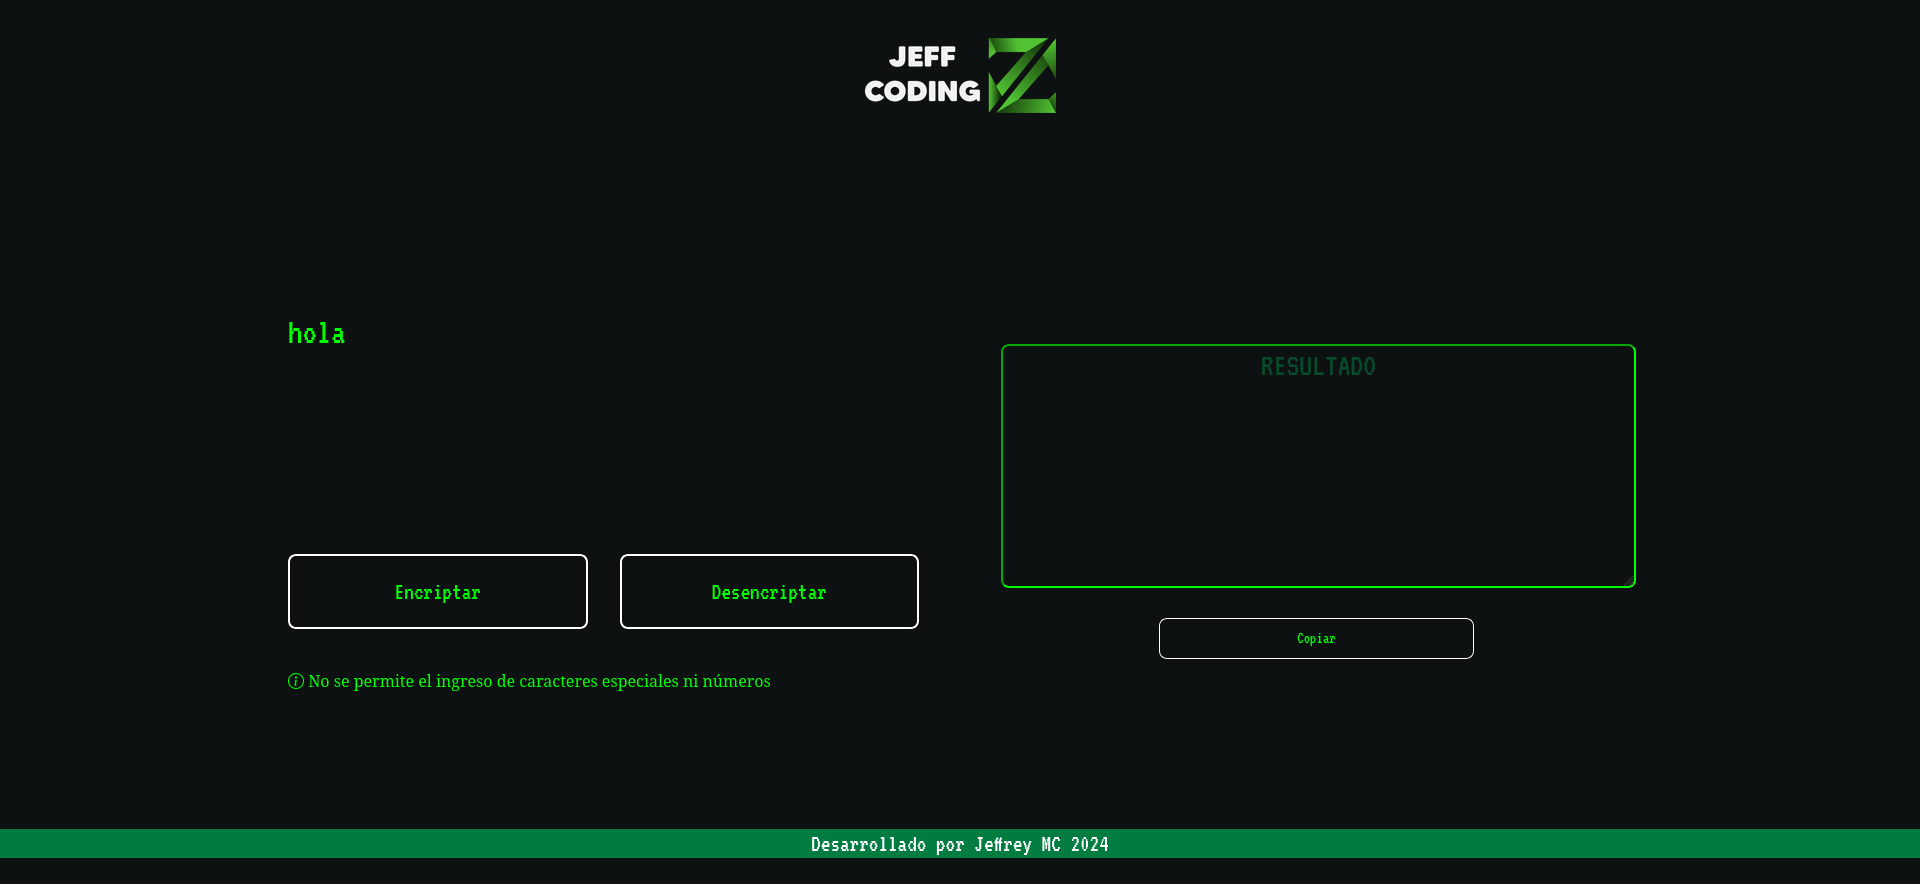 JEFF
CODING
hola
RESULTADO
Encriptar
Desencriptar
Copiar
No se permite el ingreso de caracteres especiales ni números
Desarrollado por Jeffrey MC 2024